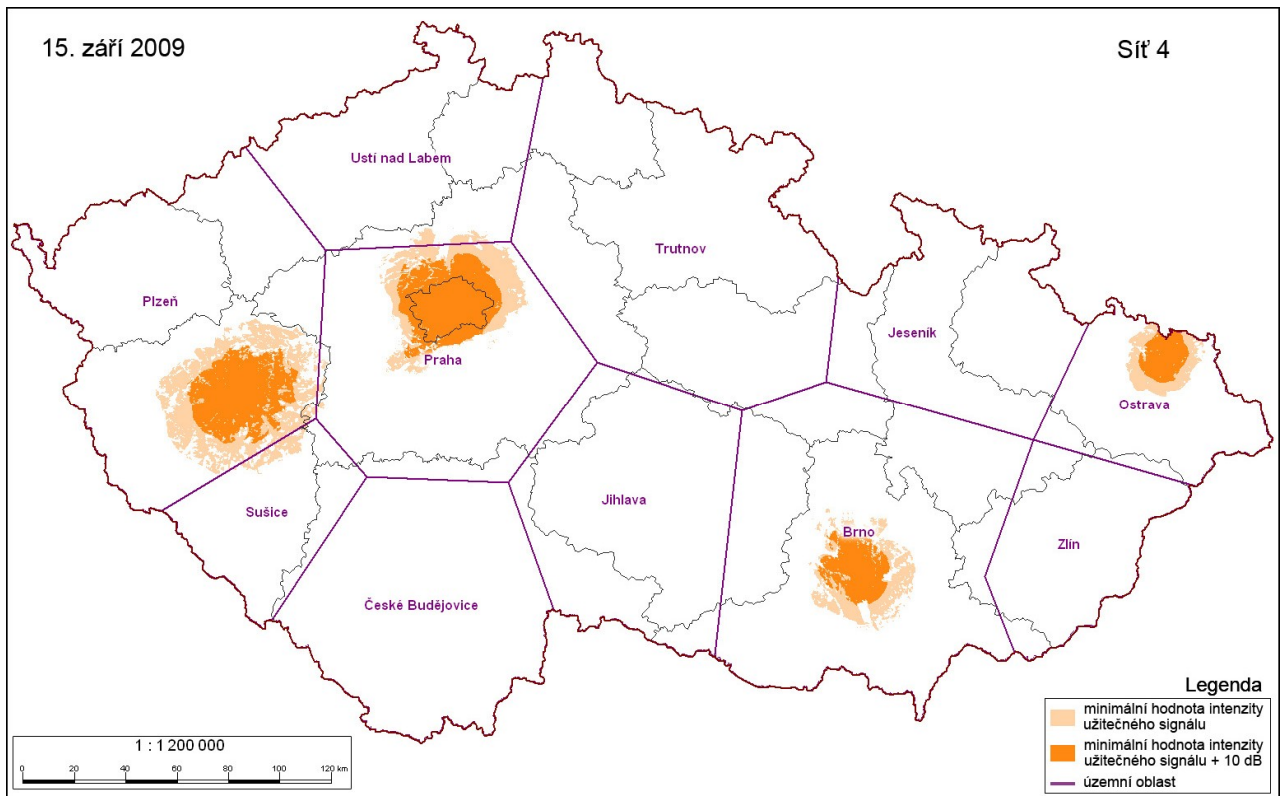 15. září 2009
Síť 4
Ustí nad Labem
Trutnov
Plzeň
Jeseník
Praha
Ostrava
Sušice
Jihlava
Brno
Zlín
České Budějovice
Legenda
minimální hodnota intenzity
užitečného signálu
minimální hodnota intenzity
užitečného signálu + 10 dB
územní oblast
1 : 1 200 000
0 20 40 60 80 100 120 km